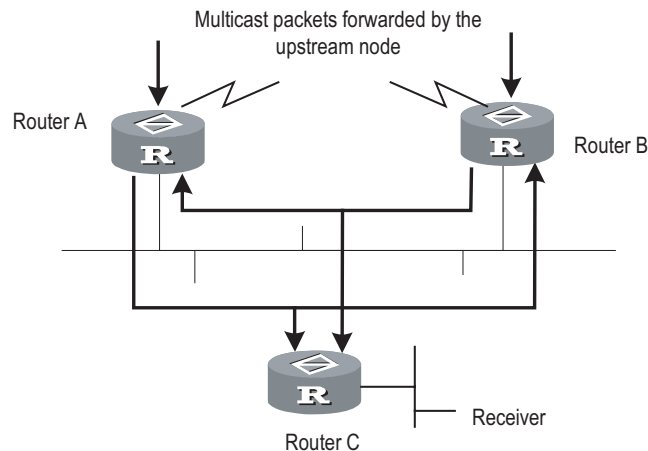 Multicast packets forwarded by the
upstream node
Router A
R
R
Router B
R
Receiver
Router C